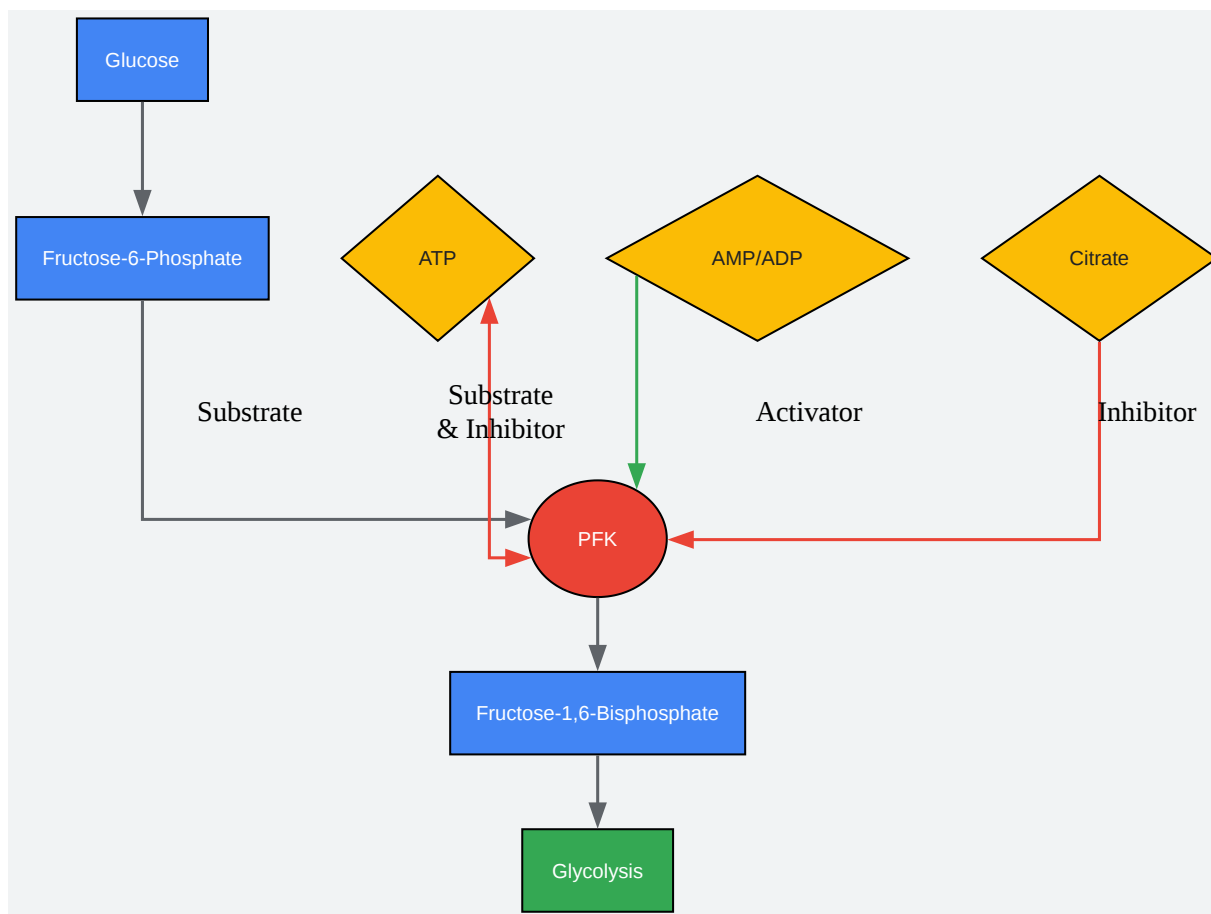 Glucose
Fructose-6-Phosphate
ATP
AMP/ADP
Citrate
Substrate
Substrate
& Inhibitor
Activator
Inhibitor
PFK
Fructose-1,6-Bisphosphate
Glycolysis